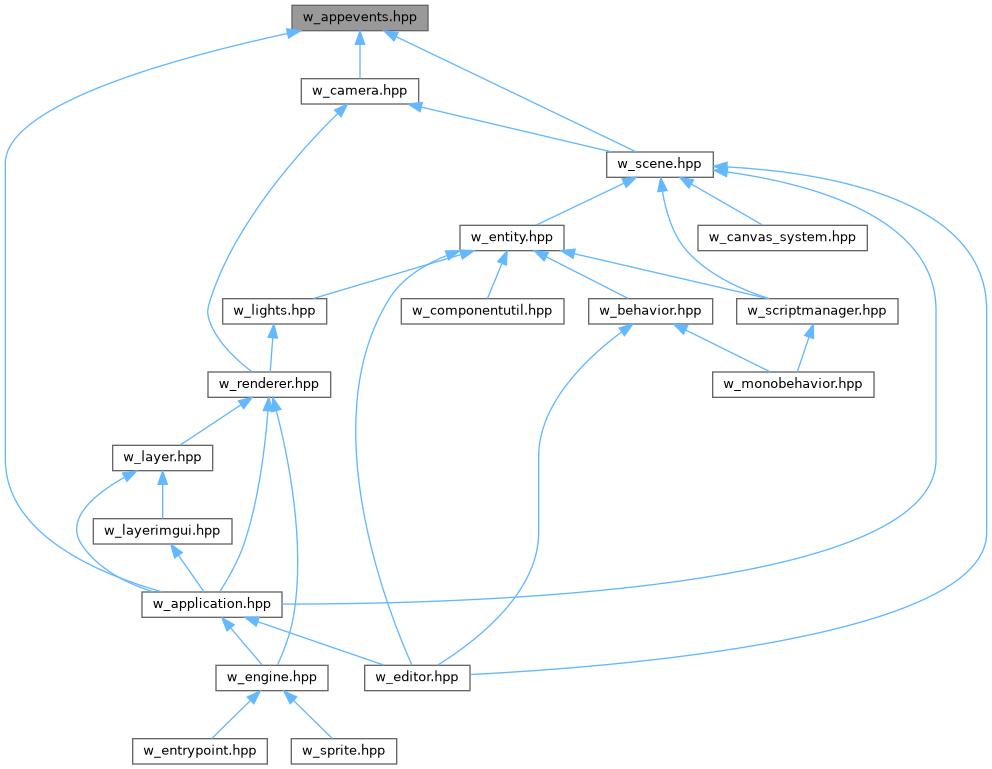 w_appevents.hpp
w_camera.hpp
w_scene.hpp
w_entity.hpp
w_canvas_system.hpp
w_lights.hpp
w_componentutil.hpp
w_behavior.hpp
w_scriptmanager.hpp
w_renderer.hpp
w_monobehavior.hpp
w_layer.hpp
w_layerimgui.hpp
w_application.hpp
w_engine.hpp
w_editor.hpp
w_entrypoint.hpp
w_sprite.hpp